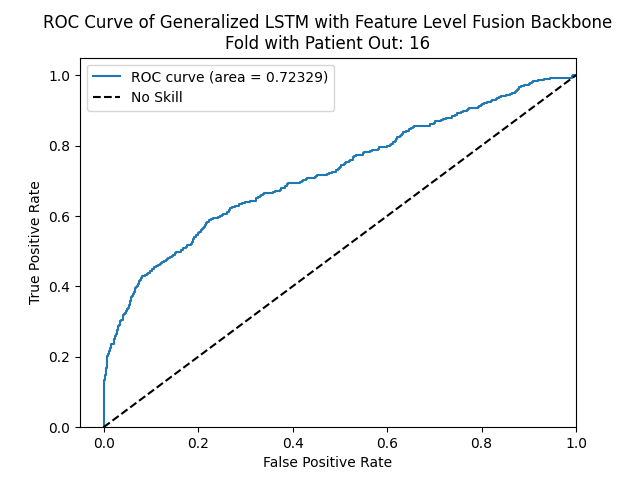 ROC Curve of Generalized LSTM with Feature Level Fusion Backbone
Fold with Patient Out: 16
ROC curve (area = 0.72329)
No Skill
True Positive Rate
1.0
0.8
0.6
0.4
0.2
0.0
0.0 0.2 0.4 0.6 0.8 1.0
False Positive Rate